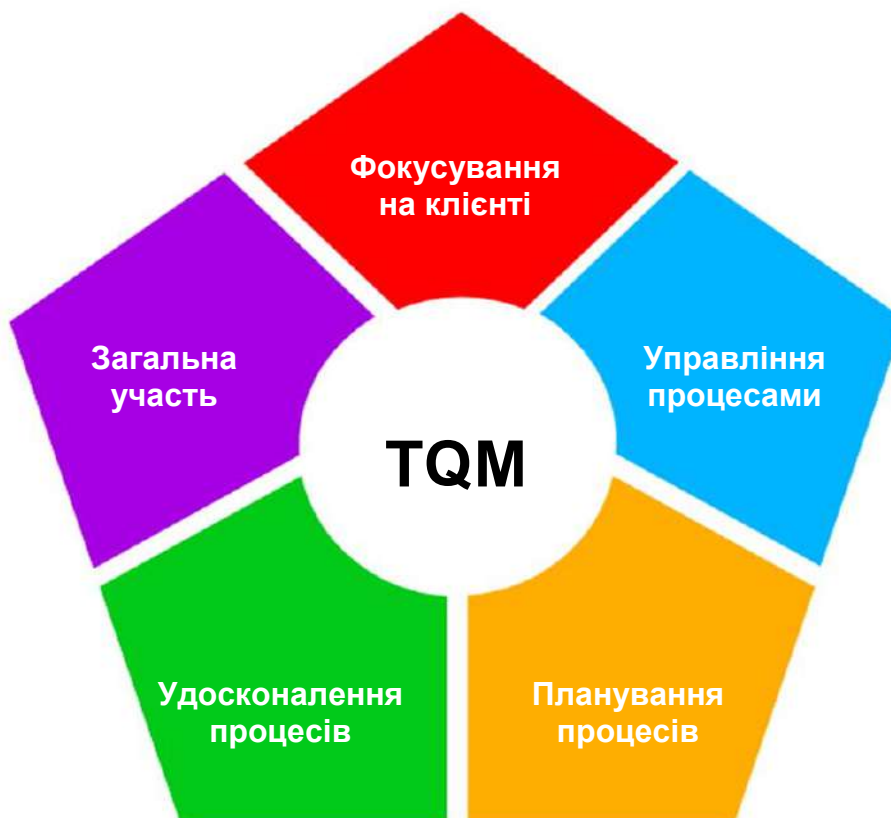 Фокусування
на клієнті
Загальна
участь
Управління
процесами
TQM
Удосконалення
процесів
Планування
процесів